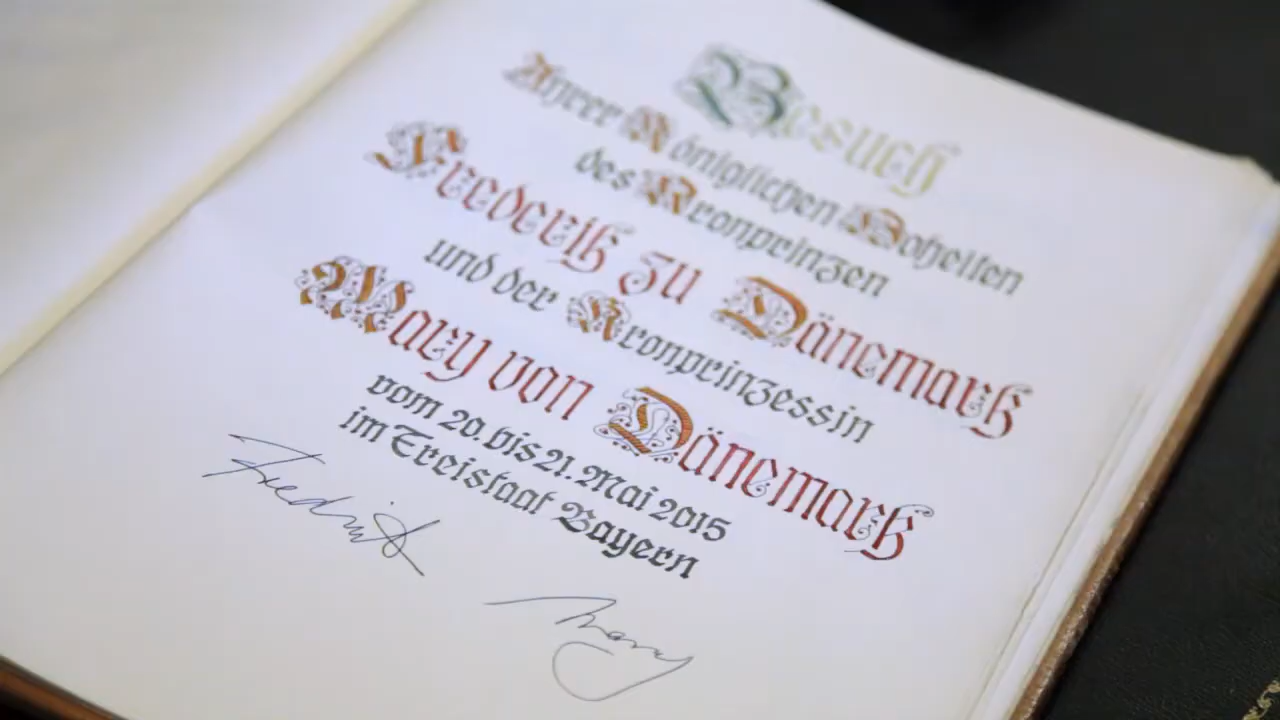 Besuch
Ihrer Königlichen Hoheiten
des Kronprinzen
Frederik zu Dänemark
und der Kronprinzessin
Mary von Dänemark
vom 20. bis 21. Mai 2015
im Freistaat Bayern
Frederik
Mary